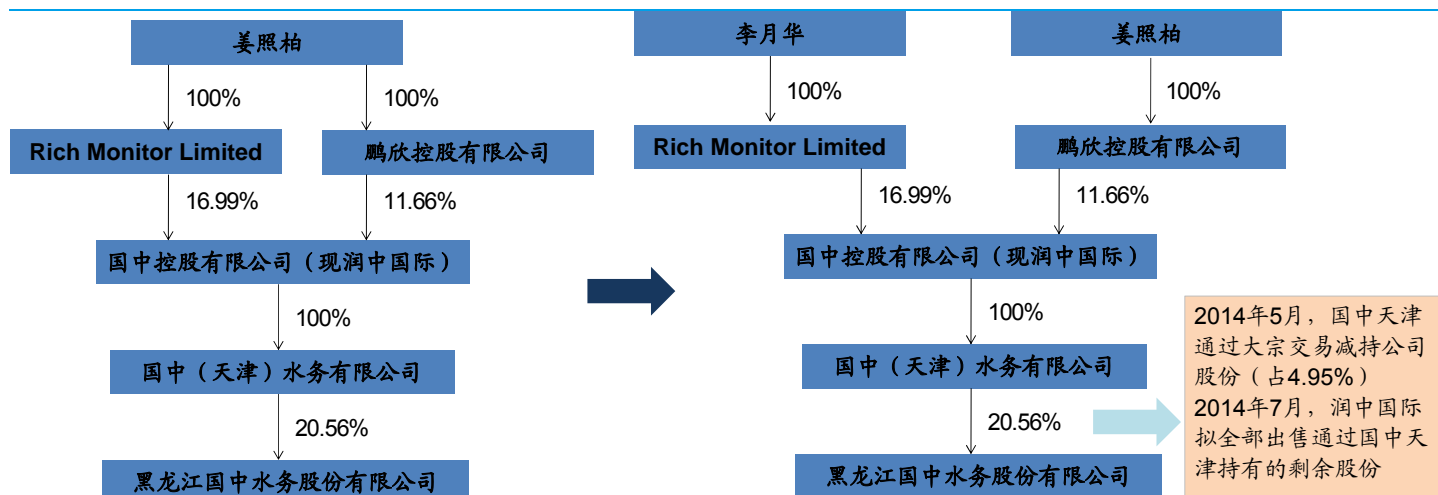 姜照柏
100%
100%
Rich Monitor Limited
鹏欣控股有限公司
16.99%
11.66%
国中控股有限公司（现润中国际）
100%
国中（天津）水务有限公司
20.56%
黑龙江国中水务股份有限公司
李月华
姜照柏
100%
100%
Rich Monitor Limited
鹏欣控股有限公司
16.99%
11.66%
国中控股有限公司（现润中国际）
100%
国中（天津）水务有限公司
20.56%
黑龙江国中水务股份有限公司
2014年5月，国中天津
通过大宗交易减持公司
股份（占4.95%）
2014年7月，润中国际
拟全部出售通过国中天
津持有的剩余股份